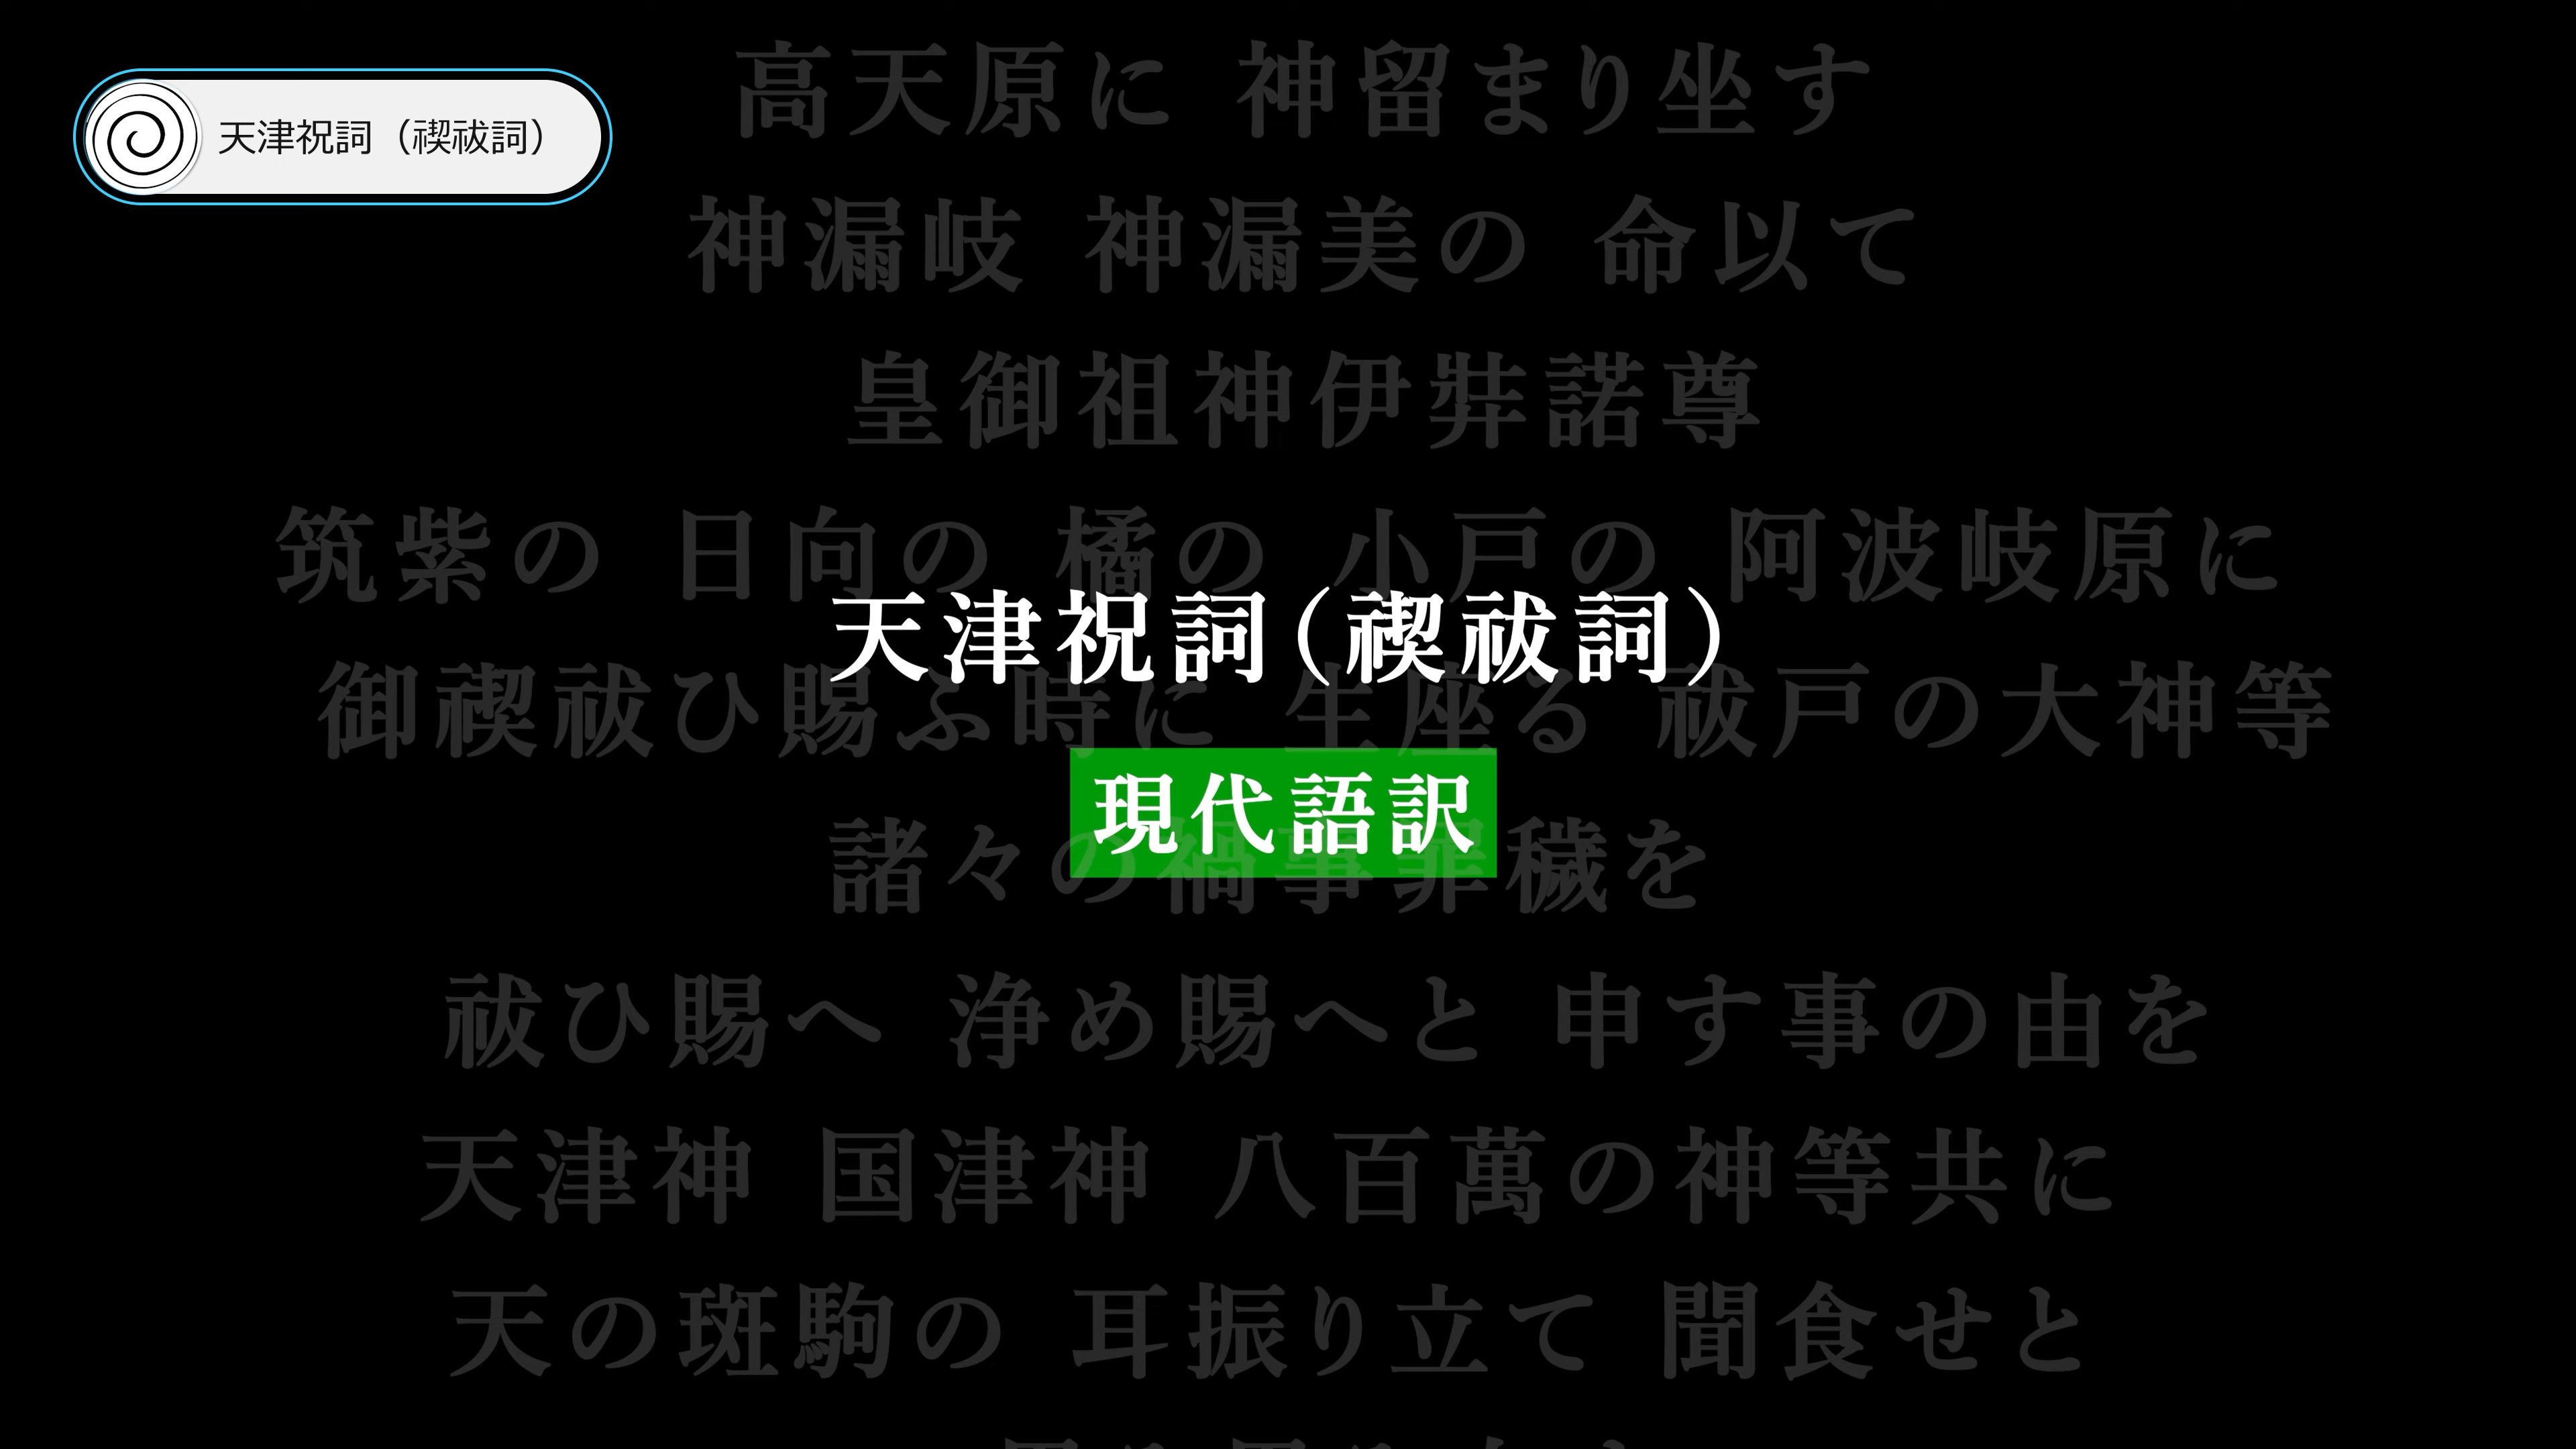 天津祝詞（禊祓詞）
高天原に 神留まり坐す
神漏岐 神漏美の 命以て
皇御祖神伊弉諾尊
筑紫の 日向の 橘の 小戸の 阿波岐原に
天津祝詞（禊祓詞）
御禊祓ひ賜ふ時に 生座る 祓戸の大神等
現代語訳
諸々の禍事罪穢を
祓ひ賜へ 浄め賜へと 申す事の由を
天津神 国津神 八百萬の神等共に
天の斑駒の 耳振り立て 聞食せと